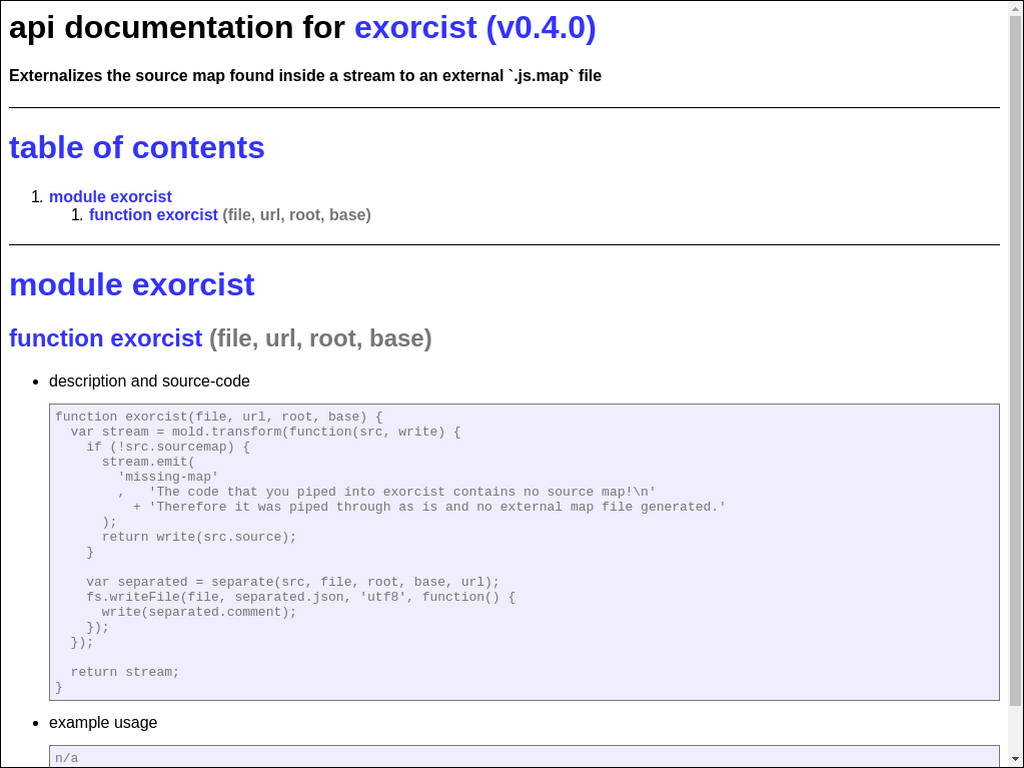 api documentation for exorcist (v0.4.0)
Externalizes the source map found inside a stream to an external `.js.map` file
table of contents
1. module exorcist
1. function exorcist (file, url, root, base)
module exorcist
function exorcist (file, url, root, base)
• description and source-code
function exorcist(file, url, root, base) {
  var stream = mold.transform(function(src, write) {
    if (!src.sourcemap) {
      stream.emit(
        'missing-map'
        ,   'The code that you piped into exorcist contains no source map!\n'
          + 'Therefore it was piped through as is and no external map file generated.'
      );
      return write(src.source);
    }

    var separated = separate(src, file, root, base, url);
    fs.writeFile(file, separated.json, 'utf8', function() {
      write(separated.comment);
    });
  });

  return stream;
}
• example usage
n/a